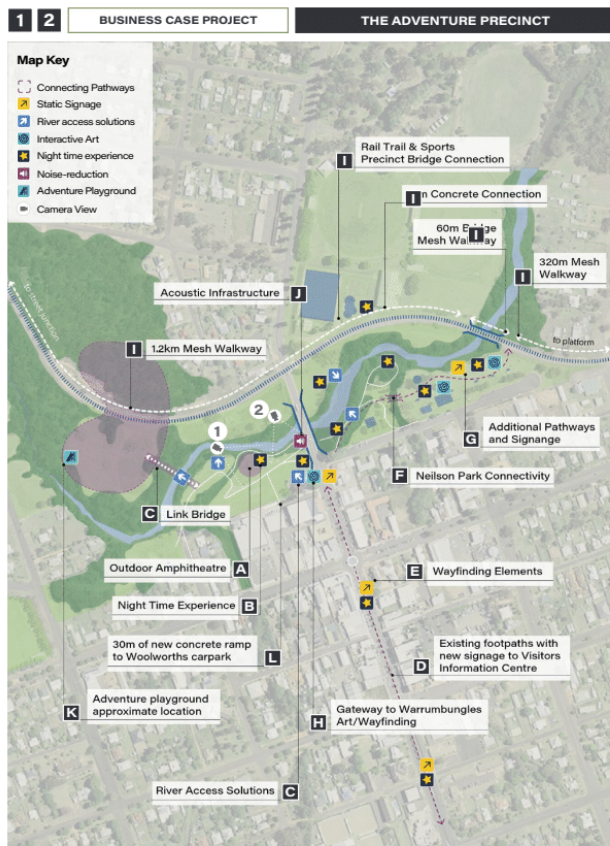 1 2 BUSINESS CASE PROJECT THE ADVENTURE PRECINCT
Map Key
Connecting Pathways
Static Signage
River access solutions
Interactive Art
Night time experience
Noise-reduction
Adventure Playground
Camera View
I Rail Trail & Sports
Precinct Bridge Connection
I m Concrete Connection
60m B
I Mesh Walkway
I 320m Mesh
Walkway
to street junction
Acoustic Infrastructure J
to platform
I 1.2km Mesh Walkway
2
1
G Additional Pathways
and Signange
F Neilson Park Connectivity
C Link Bridge
Outdoor Amphitheatre A
E Wayfinding Elements
Night Time Experience B
30m of new concrete ramp
to Woolworths carpark L
D Existing footpaths with
new signage to Visitors
Information Centre
K Adventure playground
approximate location
H Gateway to Warrumbungles
Art/Wayfinding
River Access Solutions C